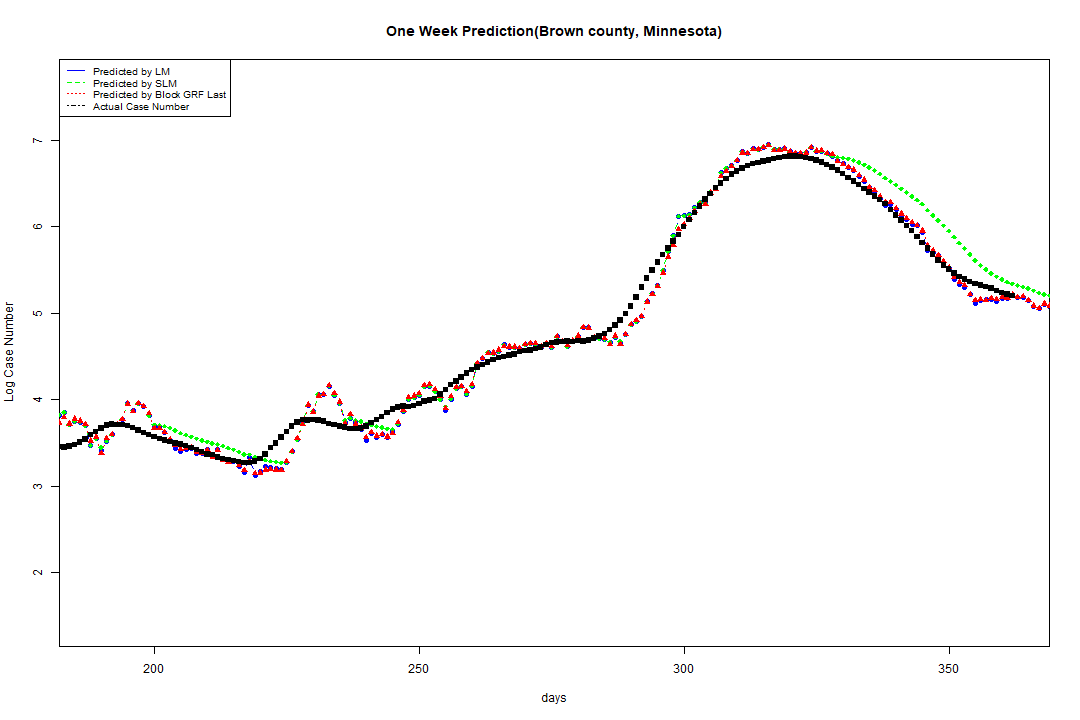 One Week Prediction(Brown county, Minnesota)
Predicted by LM
Predicted by SLM
Predicted by Block GRF Last
Actual Case Number
7
6
5
4
3
2
Log Case Number
200 250 300 350
days